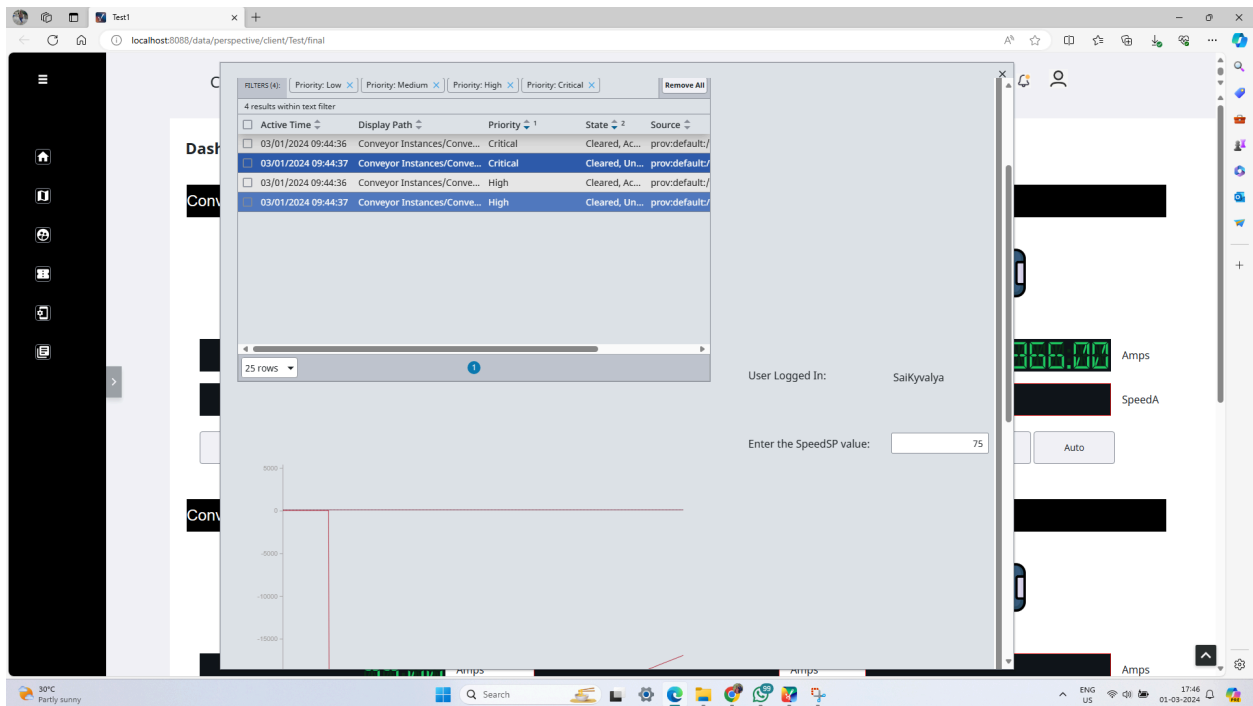 Test1
localhost:8088/data/perspective/client/Test/final
FILTERS (4): Priority: Low Priority: Medium Priority: High Priority: Critical Remove All
4 results within text filter
Active Time Display Path Priority 1 State 2 Source
03/01/2024 09:44:36 Conveyor Instances/Conve... Critical Cleared, Ac... prov:default:/
03/01/2024 09:44:37 Conveyor Instances/Conve... Critical Cleared, Un... prov:default:/
03/01/2024 09:44:36 Conveyor Instances/Conve... High Cleared, Ac... prov:default:/
03/01/2024 09:44:37 Conveyor Instances/Conve... High Cleared, Un... prov:default:/
25 rows 1
User Logged In: SaiKyvalya
Enter the SpeedSP value: 75
5000
0
-5000
-10000
-15000
C
Dash
Conv
366.00 Amps
SpeedA
Auto
Conv
Amps Amps Amps
30°C
Partly sunny
Search
99
ENG
US
17:46
01-03-2024